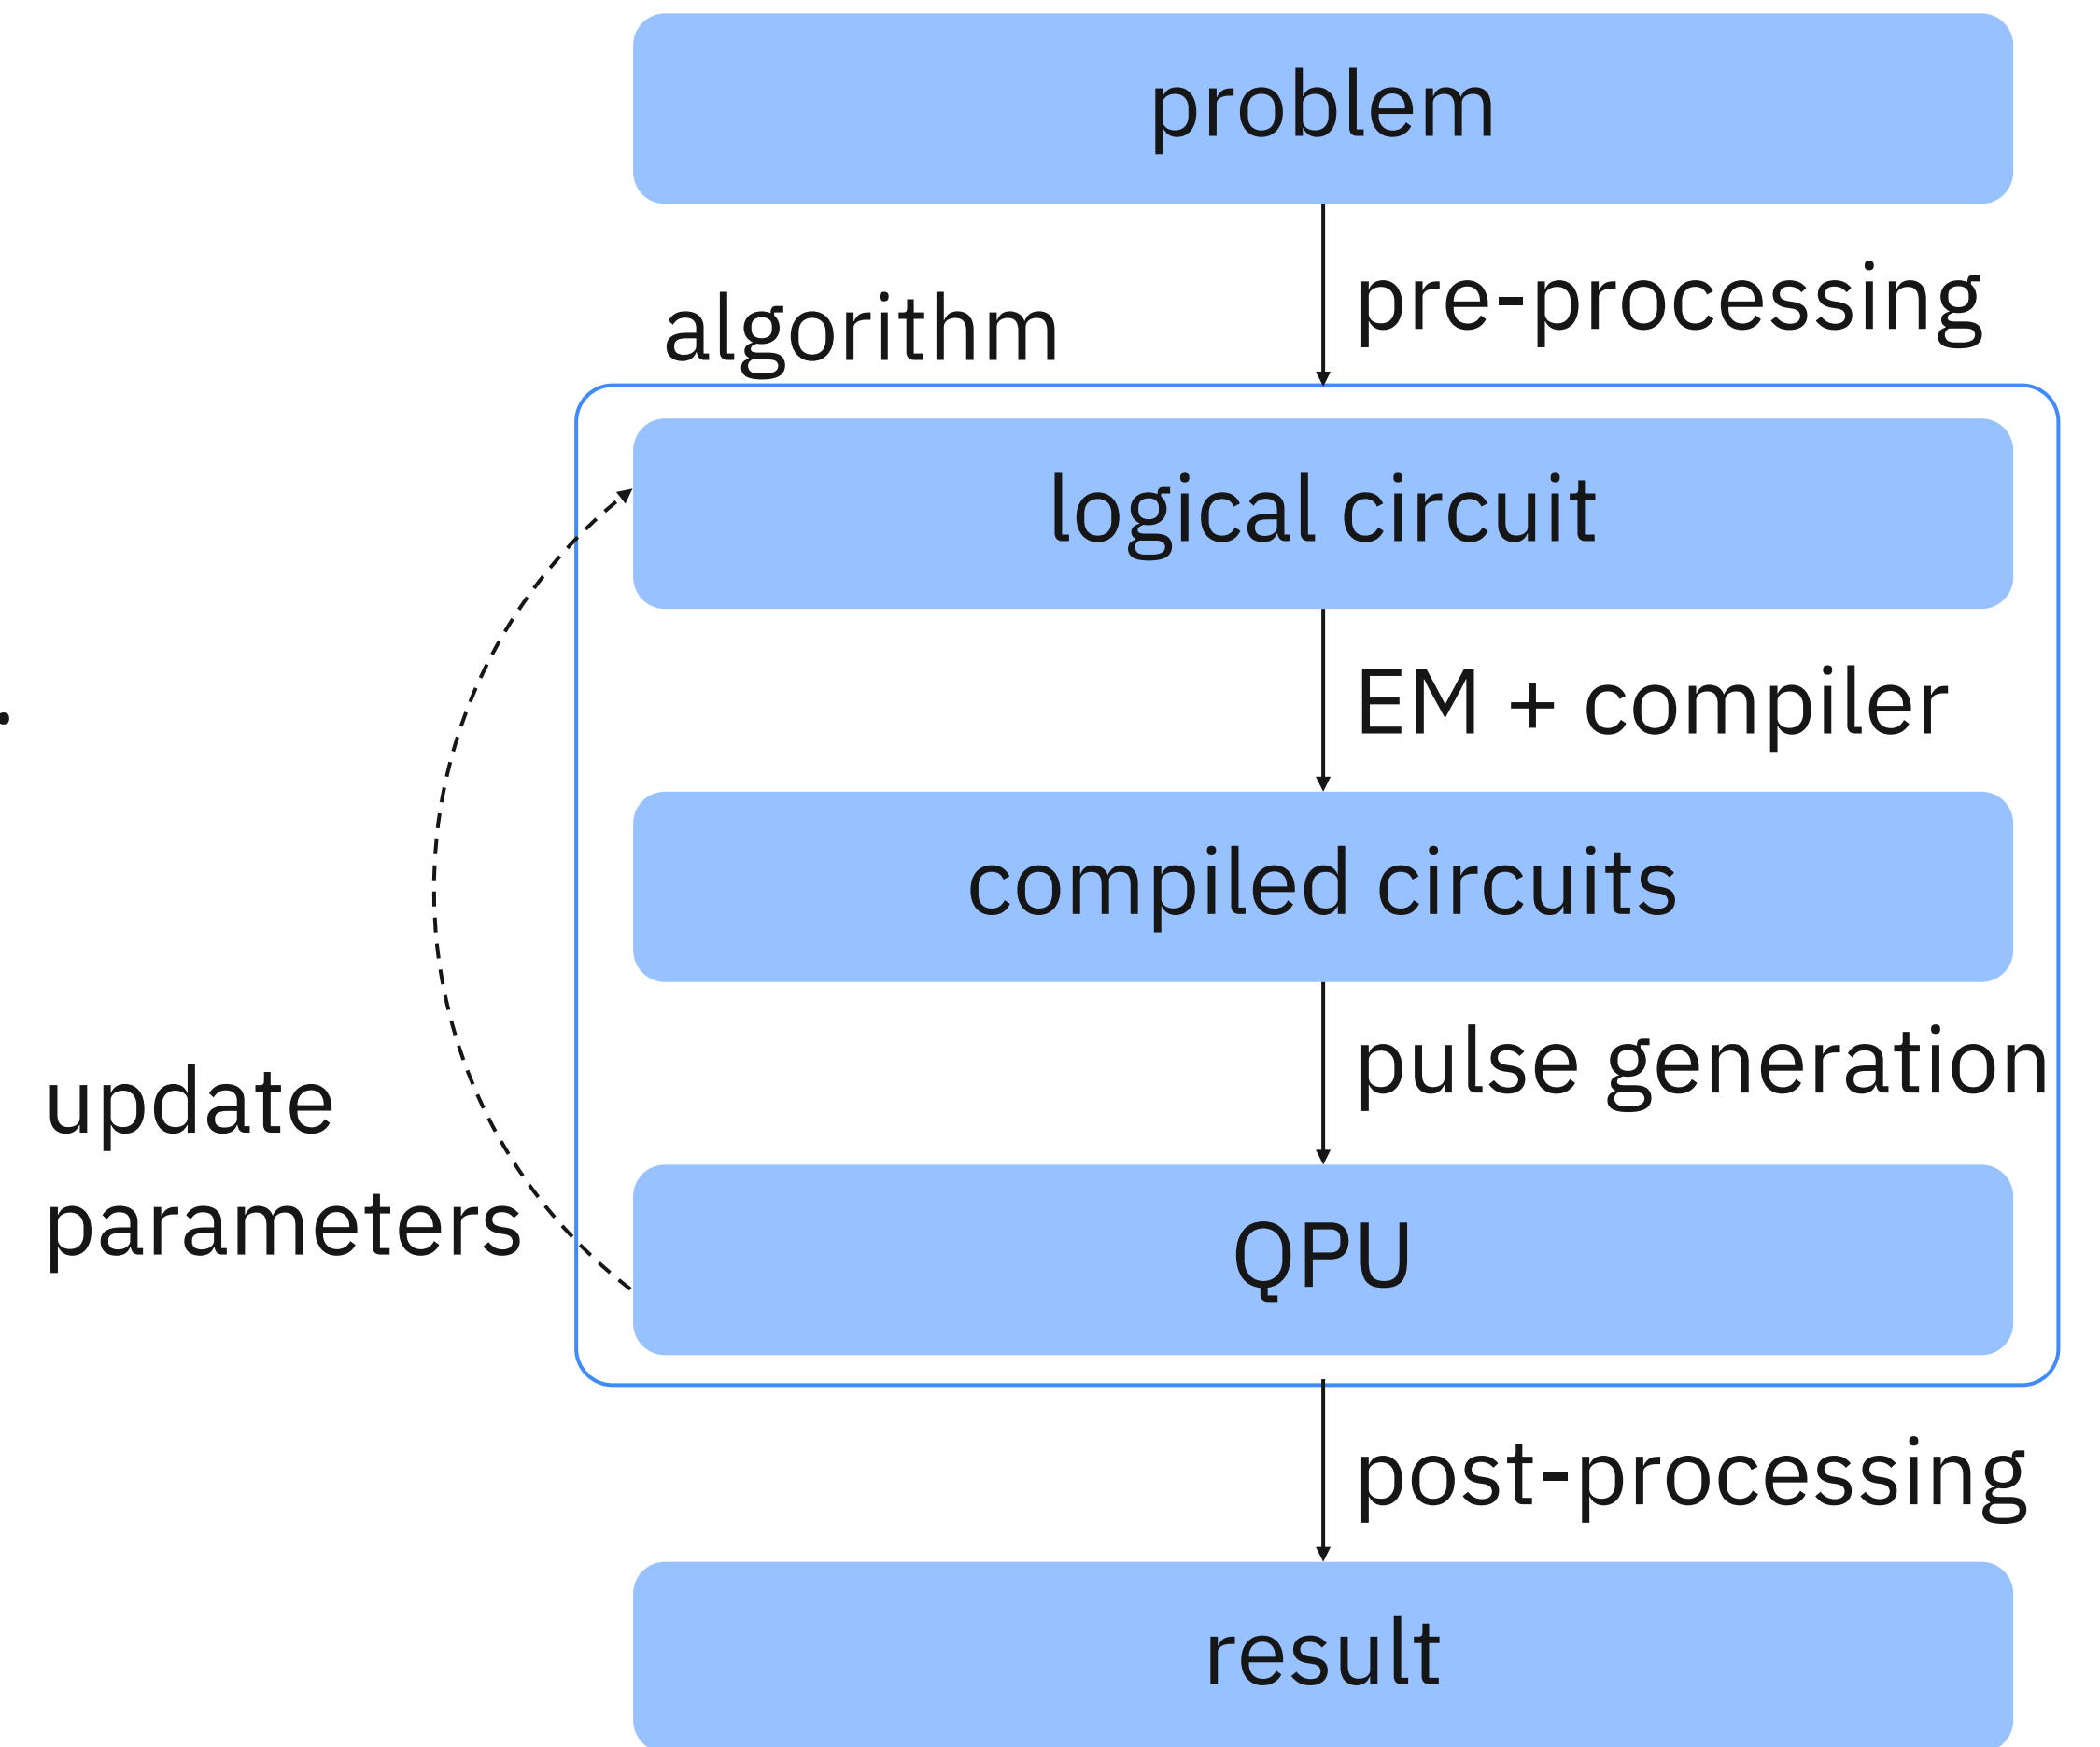 problem
pre-processing
algorithm
logical circuit
EM + compiler
compiled circuits
pulse generation
update
parameters
QPU
post-processing
result